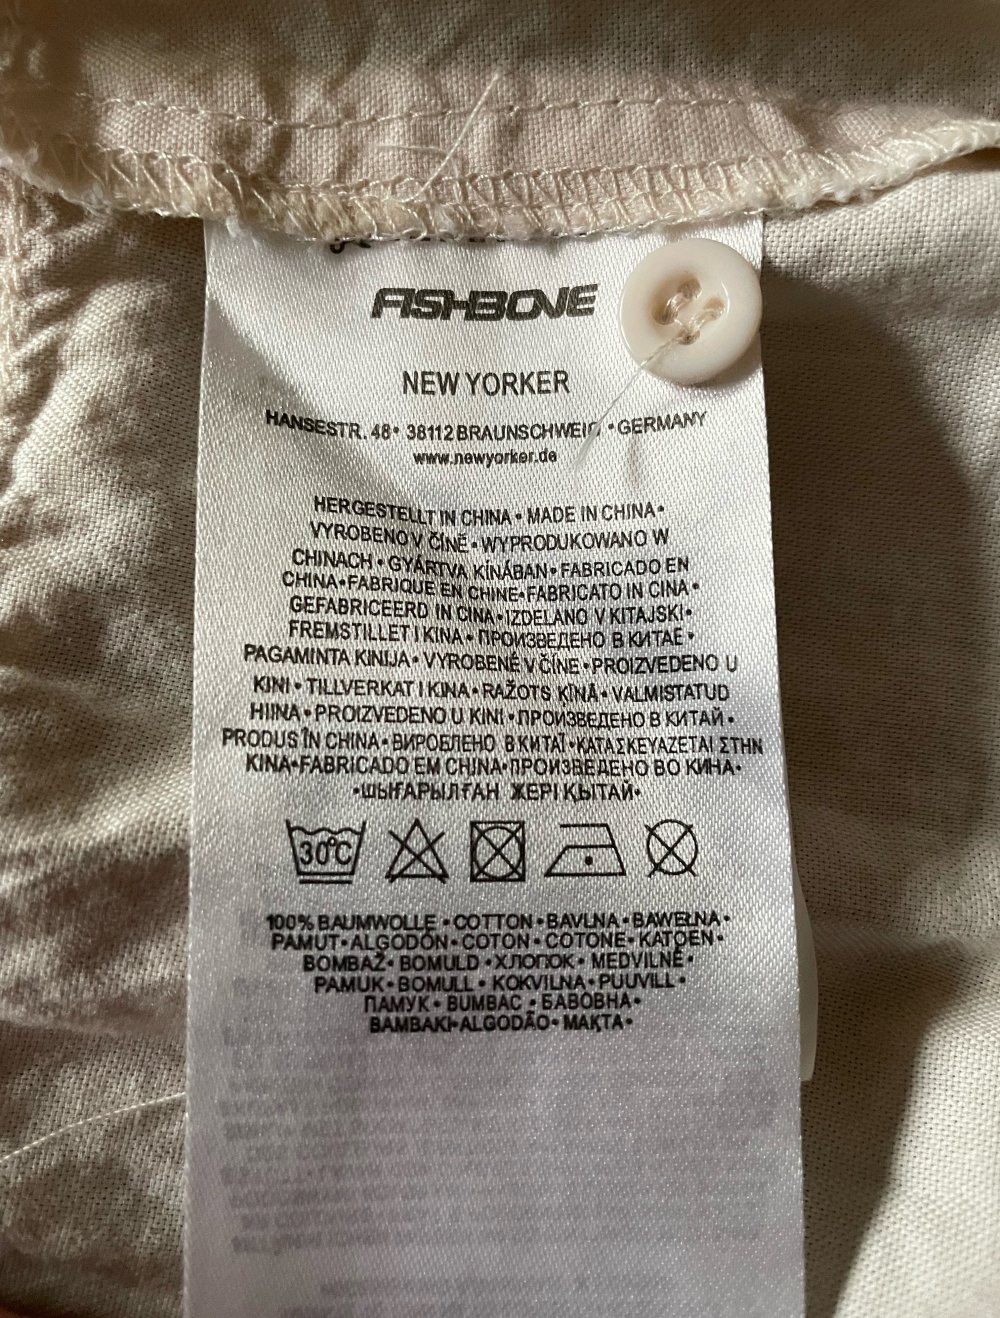 FISHBONE
NEW YORKER
HANSESTR. 48• 38112 BRAUNSCHWEIG •GERMANY
www.newyorker.de
HERGESTELLT IN CHINA • MADE IN CHINA •
VYROBENO V ČÍNĚ • WYPRODUKOWANO W
CHINACH • GYÁRTVA KÍNÁBAN • FABRICADO EN
CHINA•FABRIQUE EN CHINE•FABRICATO IN CINA •
GEFABRICEERD IN CINA •IZDELANO V KITAJSKI•
FREMSTILLET I KINA • ПРОИЗВЕДЕНО В КИТАЕ •
PAGAMINTA KINIJA • VYROBENÉ V ČÍNE • PROIZVEDENO U
KINI • TILLVERKAT I KINA • RAŽOTS ĶĪNĀ • VALMISTATUD
HIINA • PROIZVEDENO U KINI • ПРОИЗВЕДЕНО В КИТАЙ •
PRODUS ÎN CHINA • ВИРОБЛЕНО В КИТАЇ •ΚΑΤΑΣΚΕΥΑΖΕΤΑΙ ΣΤΗΝ
ΚΙΝΑ•FABRICADO EM CHINA•ПРОИЗВЕДЕНО ВО КИНА•
•ШЫҒАРЫЛҒАН ЖЕРІ ҚЫТАЙ•
30°C
100% BAUMWOLLE • COTTON • BAVLNA • BAWEŁNA •
PAMUT• ALGODÓN • COTON • COTONE • KATOEN •
BOMBAŽ • BOMULD • ХЛОПОК • MEDVILNĖ •
PAMUK • BOMULL • KOKVILNA • PUUVILL •
ПАМУК • BUMBAC • БАВОВНА •
BAMBAKI•ALGODÃO • МАҚТА •